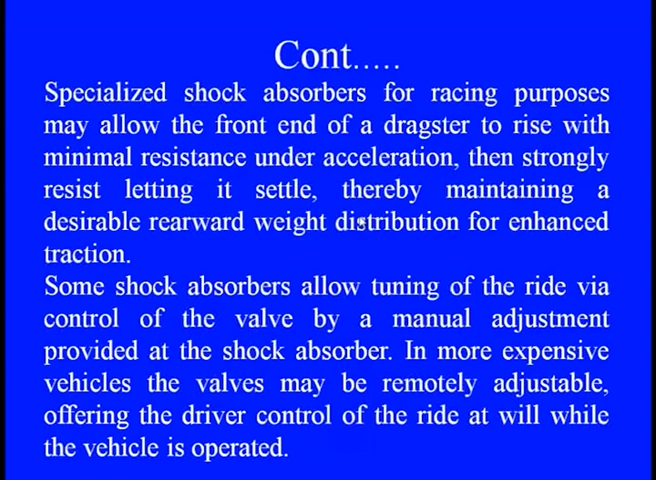 Cont.....
Specialized shock absorbers for racing purposes
may allow the front end of a dragster to rise with
minimal resistance under acceleration, then strongly
resist letting it settle, thereby maintaining a
desirable rearward weight distribution for enhanced
traction.
Some shock absorbers allow tuning of the ride via
control of the valve by a manual adjustment
provided at the shock absorber. In more expensive
vehicles the valves may be remotely adjustable,
offering the driver control of the ride at will while
the vehicle is operated.